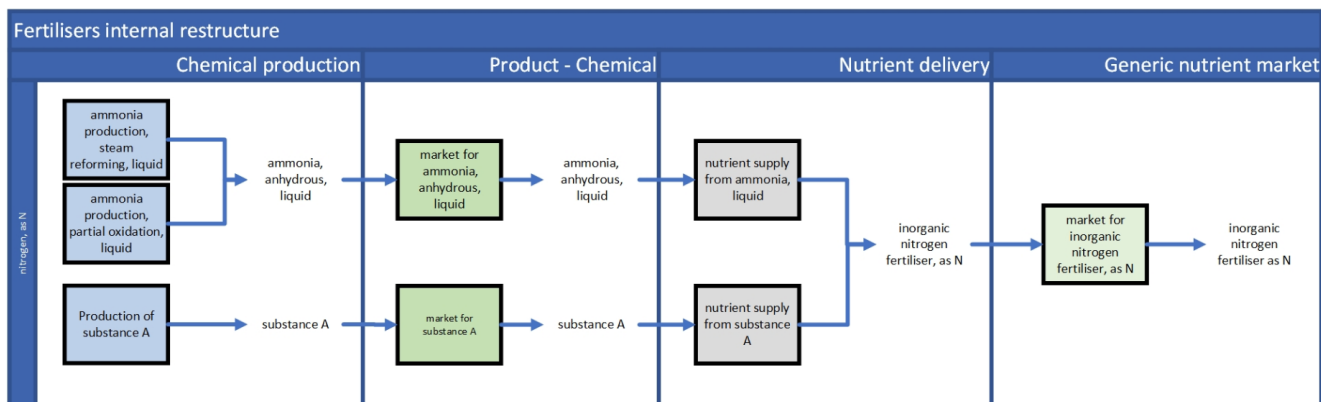 Fertilisers internal restructure
Chemical production
Product - Chemical
Nutrient delivery
Generic nutrient market
nitrogen, as N
ammonia
production,
steam
reforming, liquid
ammonia
production,
partial oxidation,
liquid
ammonia,
anhydrous,
liquid
market for
ammonia,
anhydrous,
liquid
ammonia,
anhydrous,
liquid
nutrient supply
from ammonia,
liquid
inorganic
nitrogen
fertiliser, as N
market for
inorganic
nitrogen
fertiliser, as N
inorganic
nitrogen
fertiliser as N
Production of
substance A
substance A
market for
substance A
substance A
nutrient supply
from substance
A